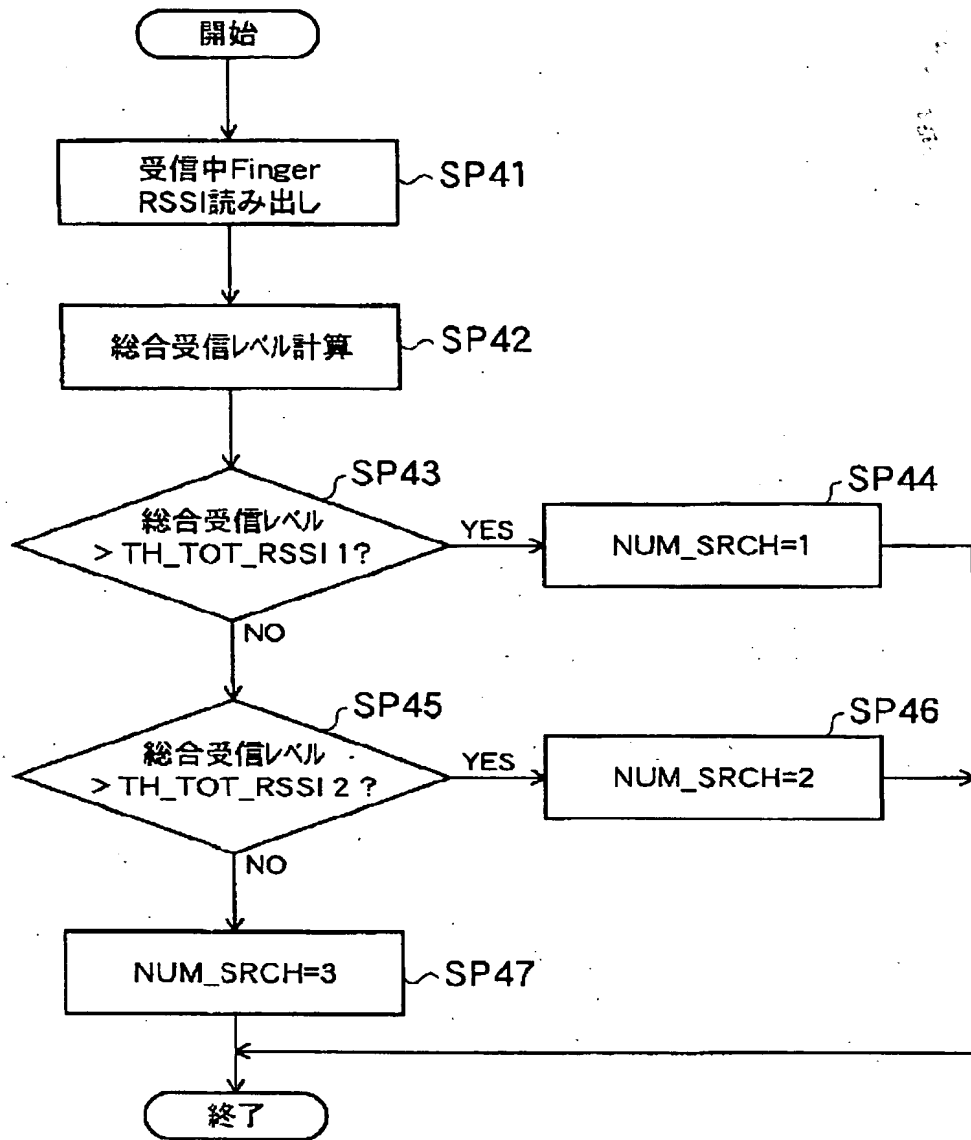 開始
受信中Finger
RSSI読み出し
SP41
総合受信レベル計算
SP42
SP43
総合受信レベル
> TH_TOT_RSSI 1?
YES
SP44
NUM_SRCH=1
NO
SP45
総合受信レベル
> TH_TOT_RSSI 2 ?
YES
SP46
NUM_SRCH=2
NO
NUM_SRCH=3
SP47
終了